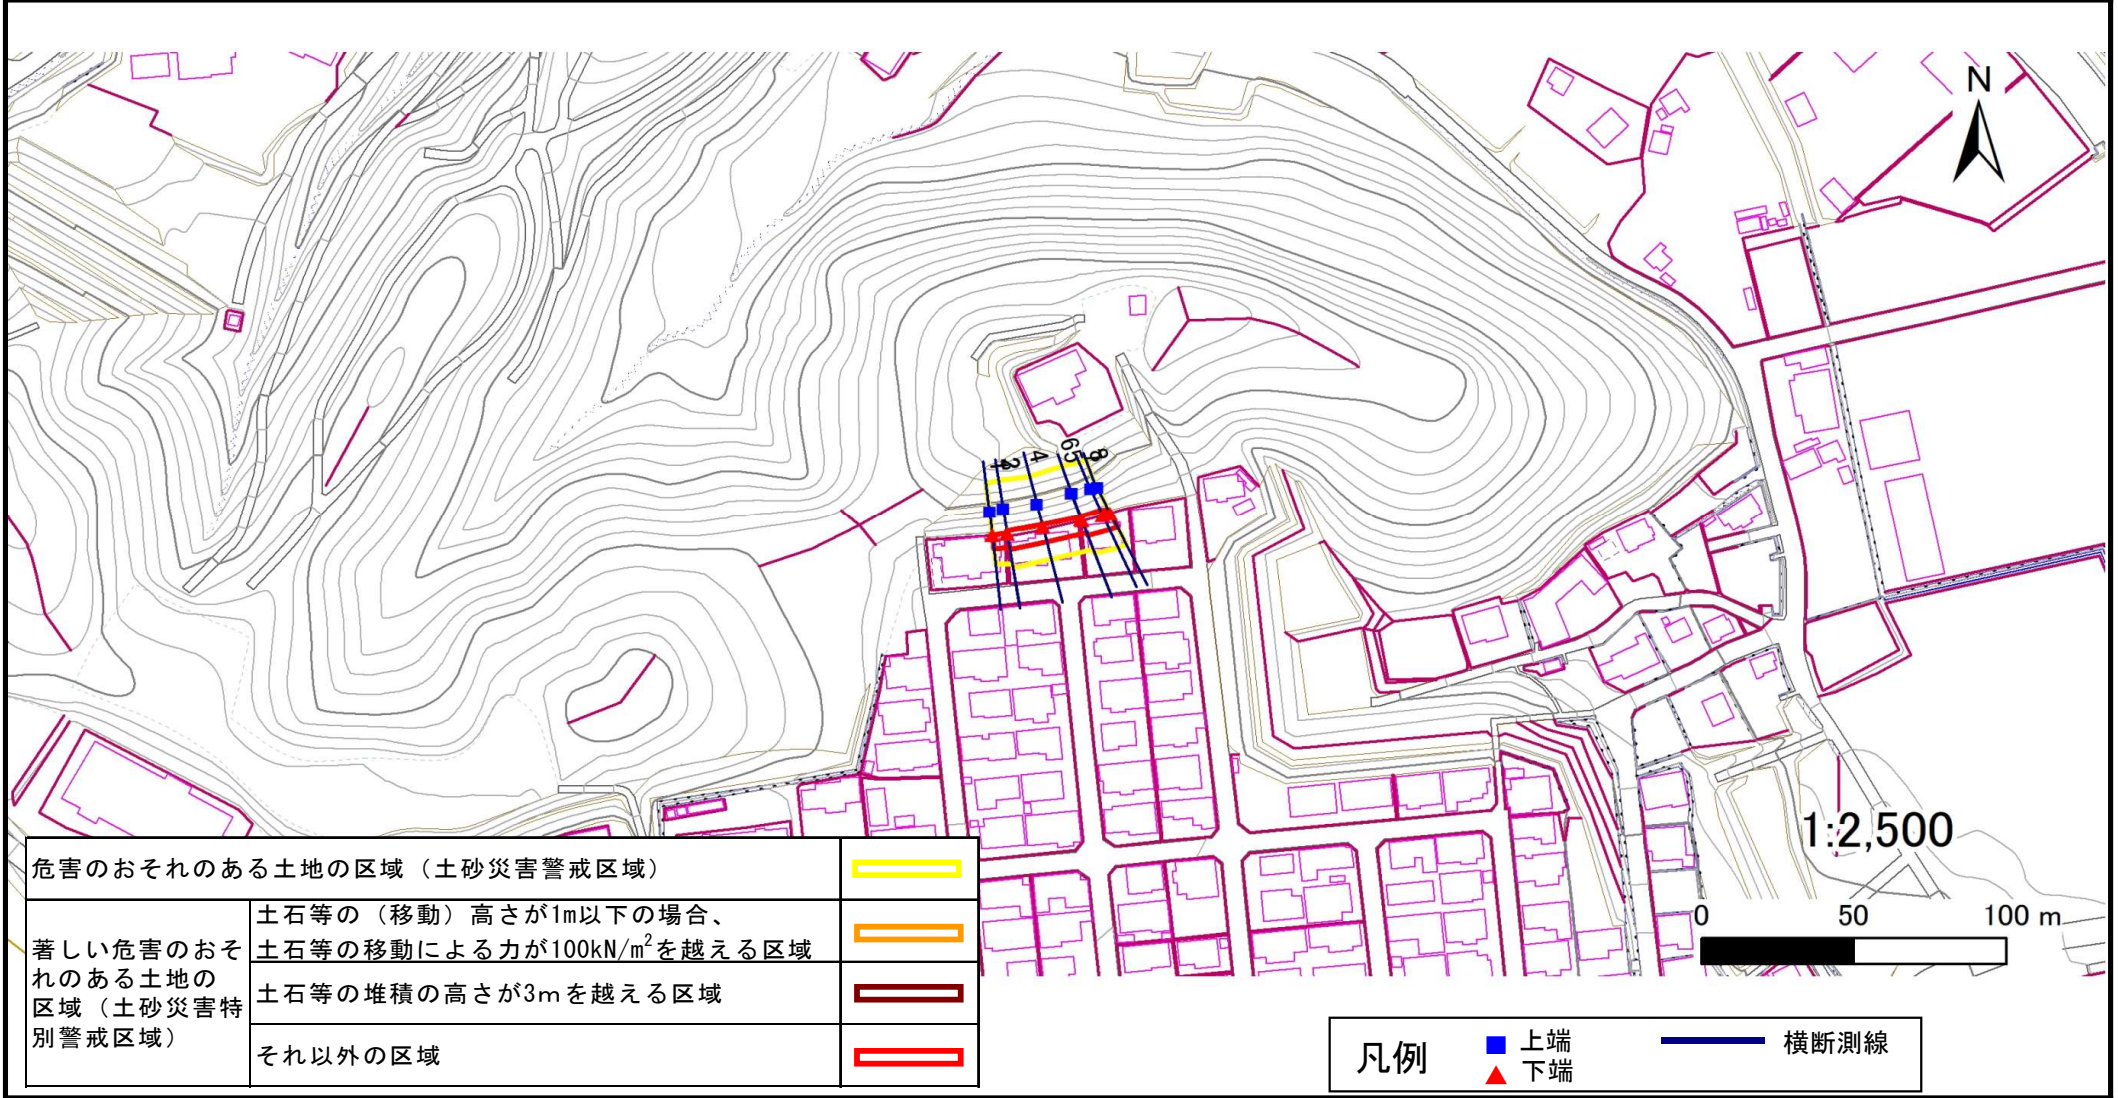 N
4
6
5
8
1:2,500
0 50 100 m
危害のおそれのある土地の区域（土砂災害警戒区域）
著しい危害のおそ
れのある土地の
区域（土砂災害特
別警戒区域）
土石等の（移動）高さが1m以下の場合、
土石等の移動による力が100kN/m²を越える区域
土石等の堆積の高さが3mを越える区域
それ以外の区域
凡例
上端
下端
横断測線